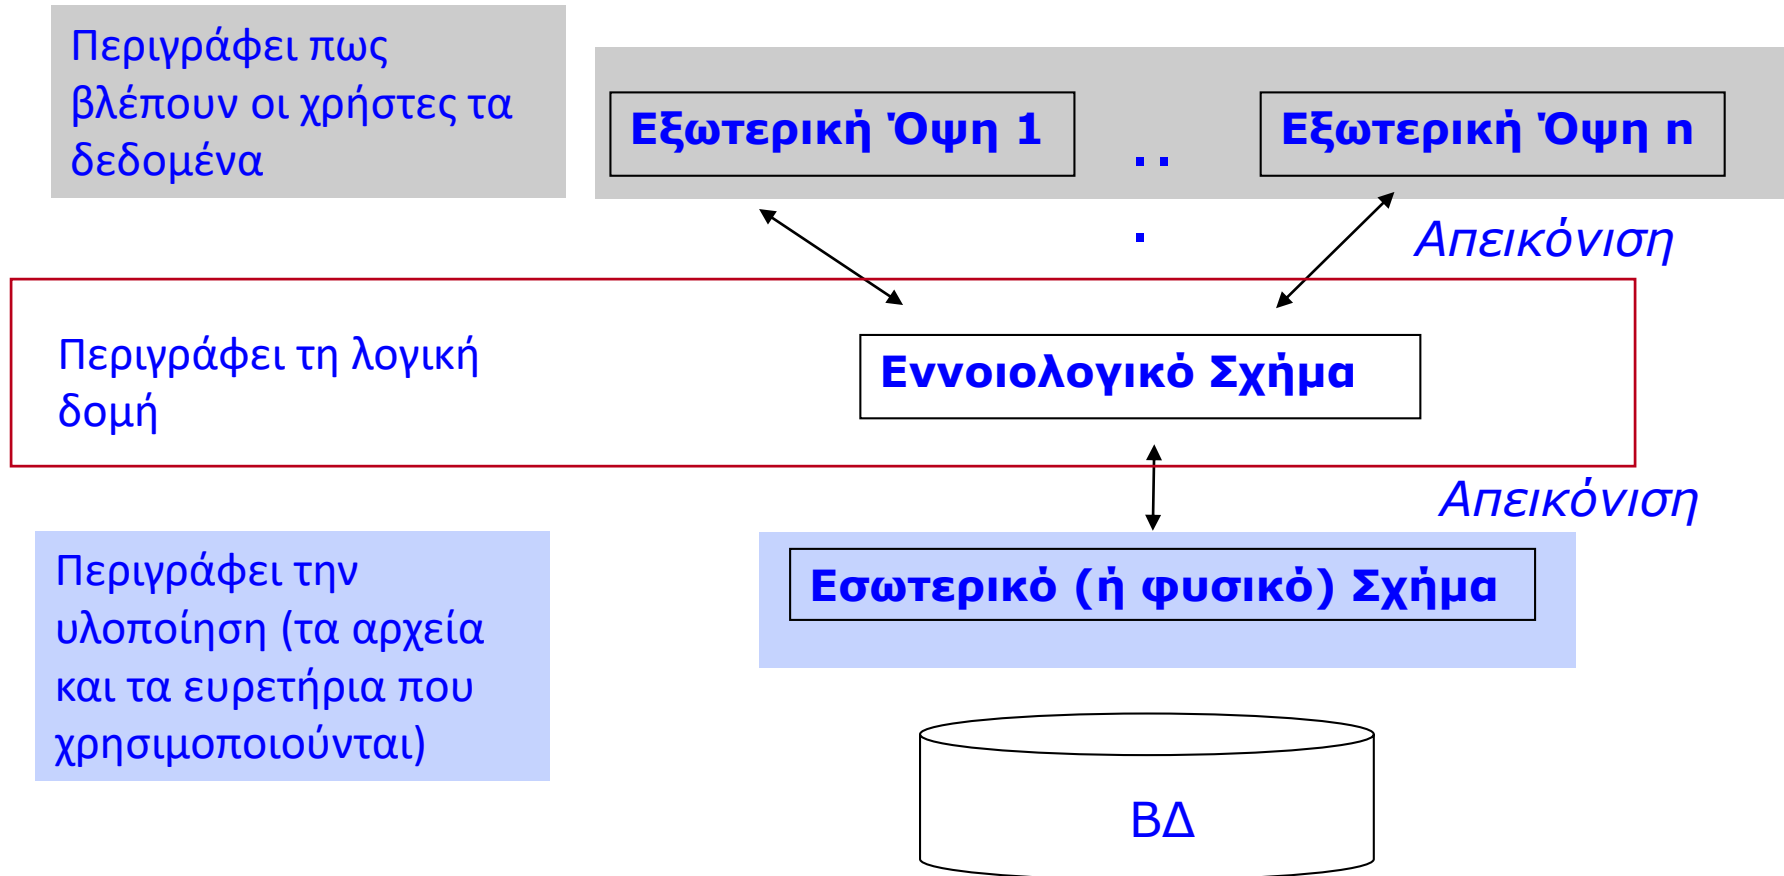 Περιγράφει πως
βλέπουν οι χρήστες τα
δεδομένα
Εξωτερική Όψη 1
. .
.
Εξωτερική Όψη n
Απεικόνιση
Περιγράφει τη λογική
δομή
Εννοιολογικό Σχήμα
Απεικόνιση
Περιγράφει την
υλοποίηση (τα αρχεία
και τα ευρετήρια που
χρησιμοποιούνται)
Εσωτερικό (ή φυσικό) Σχήμα
ΒΔ